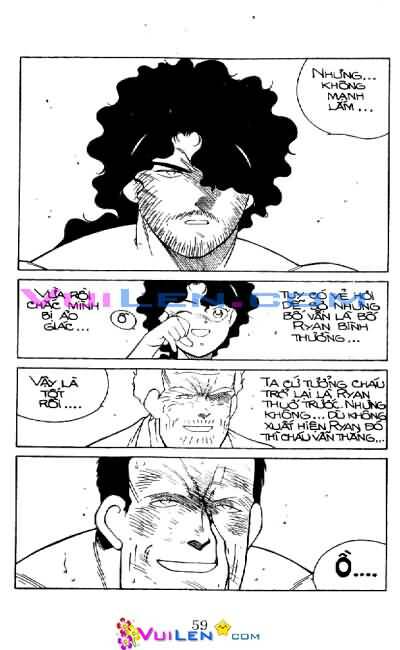 NHƯNG...
KHÔNG
MẠNH
LẮM...
VỪA RỒI
CHẮC MÌNH
BỊ ẢO
GIÁC...
Ồ
TUY CÓ VẺ HƠI
DỄ SỢ NHƯNG
BỐ VẪN LÀ BỐ
RYAN BÌNH
THƯỜNG...
VUILEN.COM
VẬY LÀ
TỐT
RỒI....
TA CỨ TƯỞNG CHÁU
TRỞ LẠI LÀ RYAN
THUỞ TRƯỚC. NHƯNG
KHÔNG... DÙ KHÔNG
XUẤT HIỆN RYAN ĐÓ
THÌ CHÁU VẪN THẮNG...
Ồ....
59
VUILEN COM